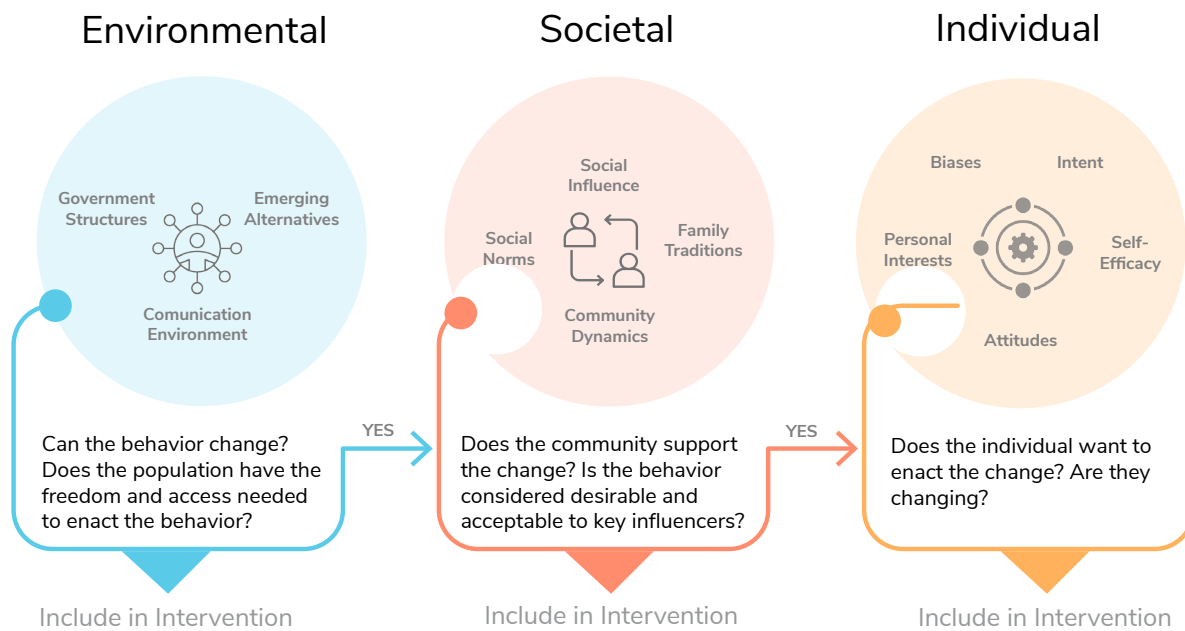 Environmental
Government
Structures
Emerging
Alternatives
Comunication
Environment
Can the behavior change?
Does the population have the
freedom and access needed
to enact the behavior?
YES
Include in Intervention
Societal
Social
Influence
Social
Norms
Family
Traditions
Community
Dynamics
Does the community support
the change? Is the behavior
considered desirable and
acceptable to key influencers?
YES
Include in Intervention
Individual
Biases
Intent
Personal
Interests
Self-
Efficacy
Attitudes
Does the individual want to
enact the change? Are they
changing?
Include in Intervention